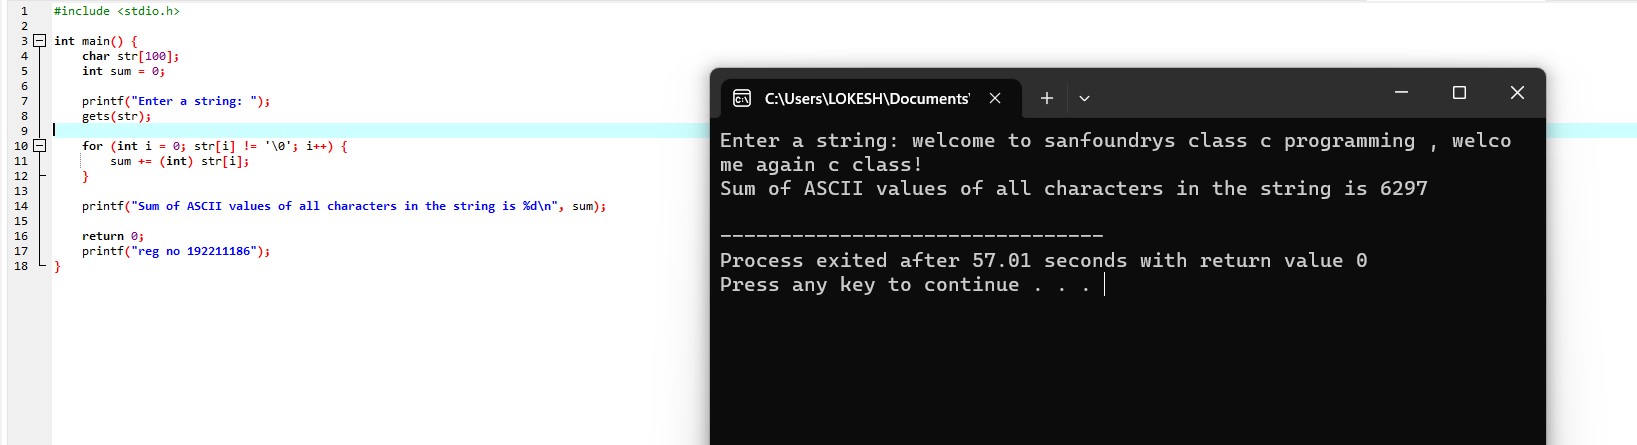 1 #include <stdio.h>
2
3 int main() {
4 char str[100];
5 int sum = 0;
6
7 printf("Enter a string: ");
8 gets(str);
9
10 for (int i = 0; str[i] != '\0'; i++) {
11 sum += (int) str[i];
12 }
13
14 printf("Sum of ASCII values of all characters in the string is %d\n", sum);
15
16 return 0;
17 printf("reg no 192211186");
18 }
C:\Users\LOKESH\Documents\
Enter a string: welcome to sanfoundrys class c programming , welco
me again c class!
Sum of ASCII values of all characters in the string is 6297
--------------------------------
Process exited after 57.01 seconds with return value 0
Press any key to continue . . .